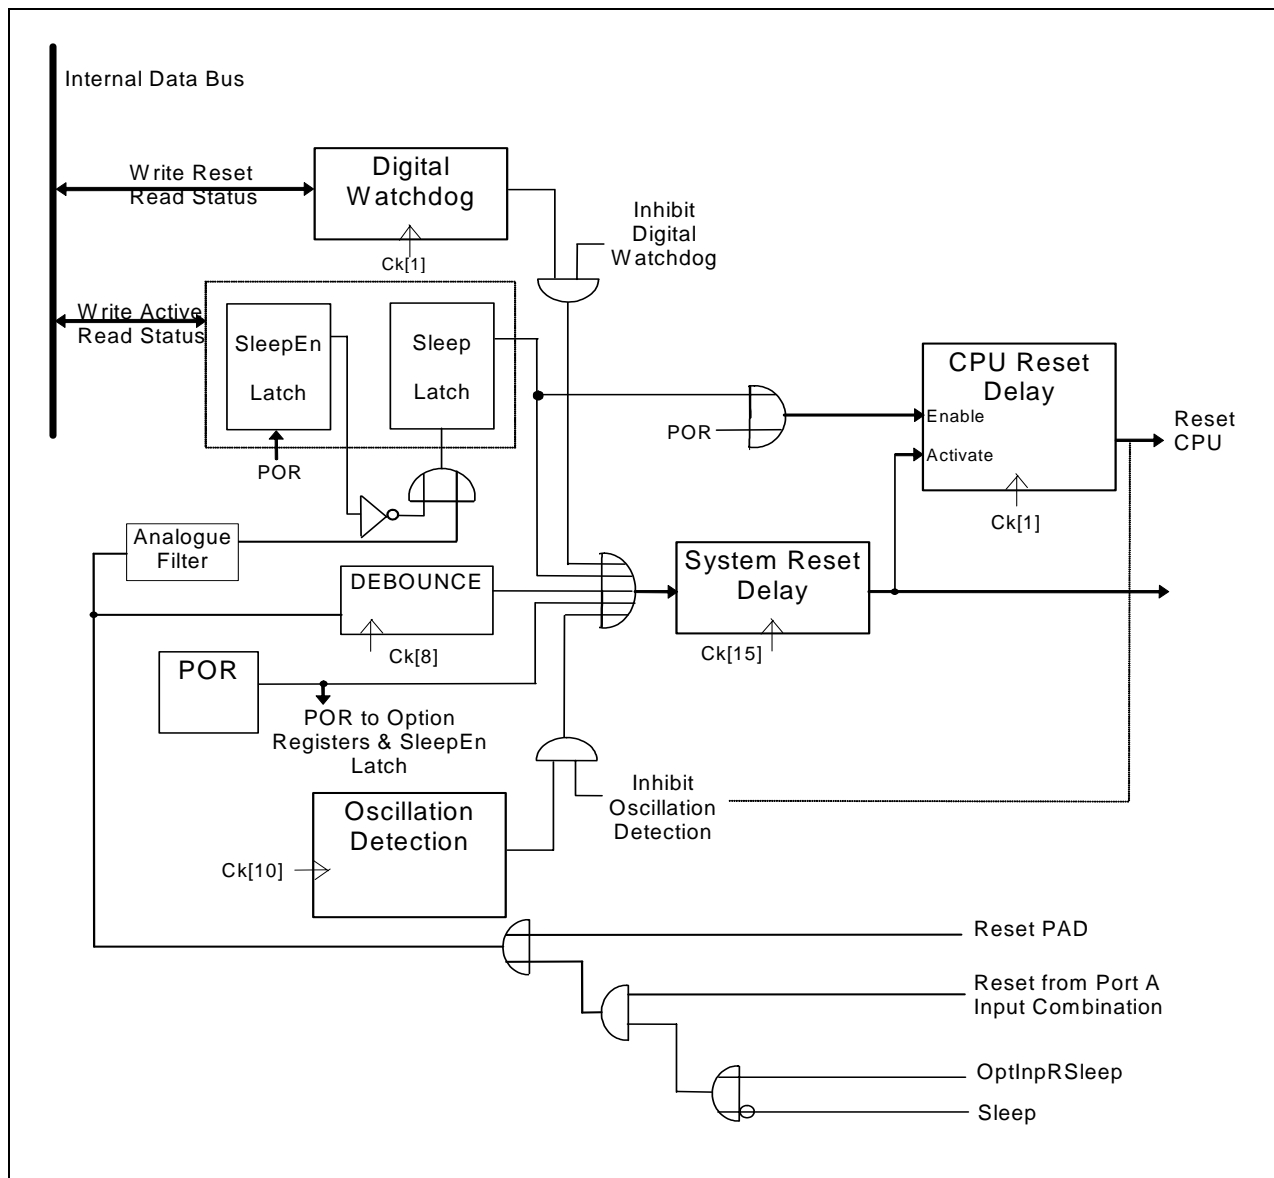 Internal Data Bus
Write Reset
Read Status
Digital
Watchdog
Ck[1]
Inhibit
Digital
Watchdog
Write Active
Read Status
SleepEn
Latch
Sleep
Latch
POR
CPU Reset
Delay
Enable
Activate
Ck[1]
Reset
CPU
POR
Analogue
Filter
DEBOUNCE
Ck[8]
System Reset
Delay
Ck[15]
POR
POR to Option
Registers & SleepEn
Latch
Inhibit
Oscillation
Detection
Oscillation
Detection
Ck[10]
Reset PAD
Reset from Port A
Input Combination
OptInpRSleep
Sleep